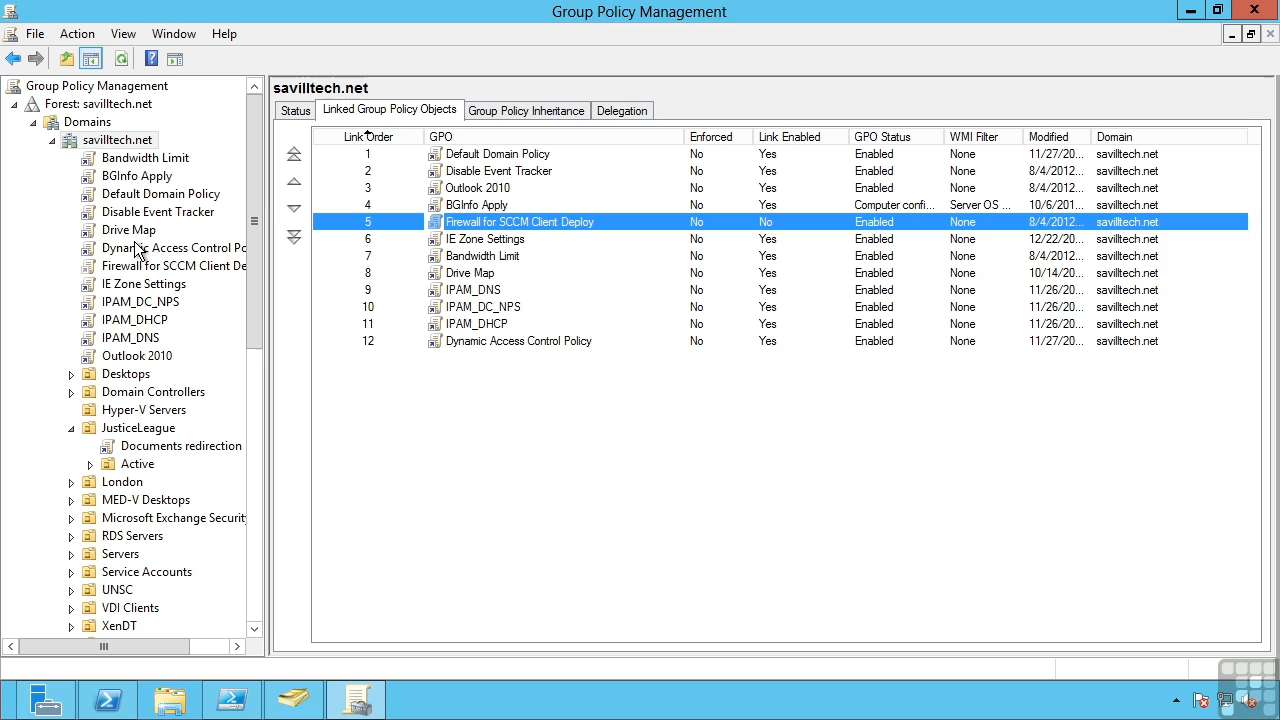 Group Policy Management
File Action View Window Help
Group Policy Management
Forest: savilltech.net
Domains
savilltech.net
Bandwidth Limit
BGInfo Apply
Default Domain Policy
Disable Event Tracker
Drive Map
Dynamic Access Control Po
Firewall for SCCM Client De
IE Zone Settings
IPAM_DC_NPS
IPAM_DHCP
IPAM_DNS
Outlook 2010
Desktops
Domain Controllers
Hyper-V Servers
JusticeLeague
Documents redirection
Active
London
MED-V Desktops
Microsoft Exchange Securit
RDS Servers
Servers
Service Accounts
UNSC
VDI Clients
XenDT
savilltech.net
Status Linked Group Policy Objects Group Policy Inheritance Delegation
Link Order GPO Enforced Link Enabled GPO Status WMI Filter Modified Domain
1 Default Domain Policy No Yes Enabled None 11/27/20... savilltech.net
2 Disable Event Tracker No Yes Enabled None 8/4/2012... savilltech.net
3 Outlook 2010 No Yes Enabled None 8/4/2012... savilltech.net
4 BGInfo Apply No Yes Computer confi... Server OS ... 10/6/201... savilltech.net
5 Firewall for SCCM Client Deploy No No Enabled None 8/4/2012... savilltech.net
6 IE Zone Settings No Yes Enabled None 12/22/20... savilltech.net
7 Bandwidth Limit No Yes Enabled None 8/4/2012... savilltech.net
8 Drive Map No Yes Enabled None 10/14/20... savilltech.net
9 IPAM_DNS No Yes Enabled None 11/26/20... savilltech.net
10 IPAM_DC_NPS No Yes Enabled None 11/26/20... savilltech.net
11 IPAM_DHCP No Yes Enabled None 11/26/20... savilltech.net
12 Dynamic Access Control Policy No Yes Enabled None 11/27/20... savilltech.net